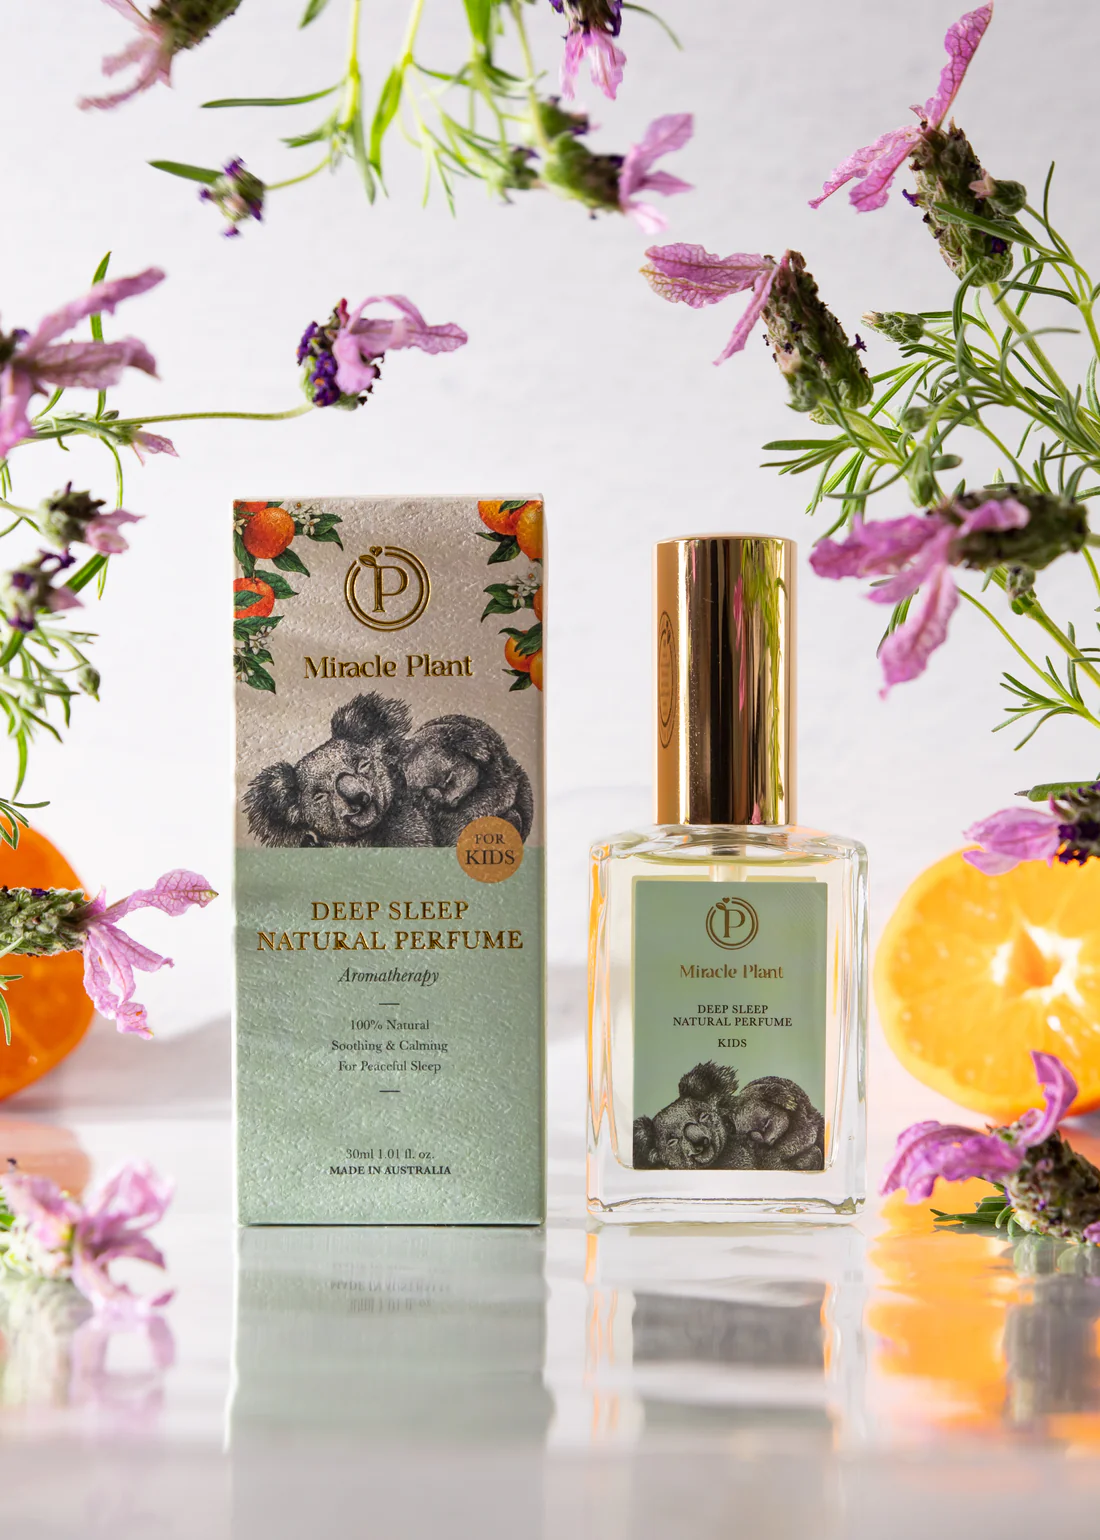 P
Miracle Plant
FOR
KIDS
DEEP SLEEP
NATURAL PERFUME
Aromatherapy
100% Natural
Soothing & Calming
For Peaceful Sleep
30ml 1.01 fl. oz.
MADE IN AUSTRALIA
P
Miracle Plant
DEEP SLEEP
NATURAL PERFUME
KIDS